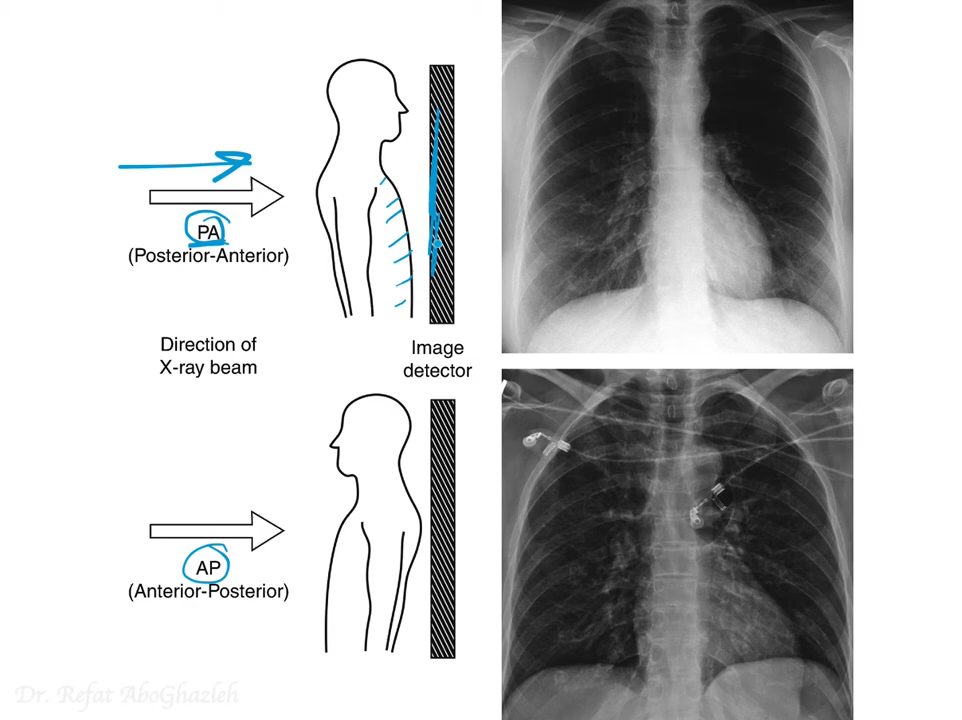 PA
(Posterior-Anterior)
Direction of
X-ray beam
Image
detector
AP
(Anterior-Posterior)
Dr. Refat AboGhazleh